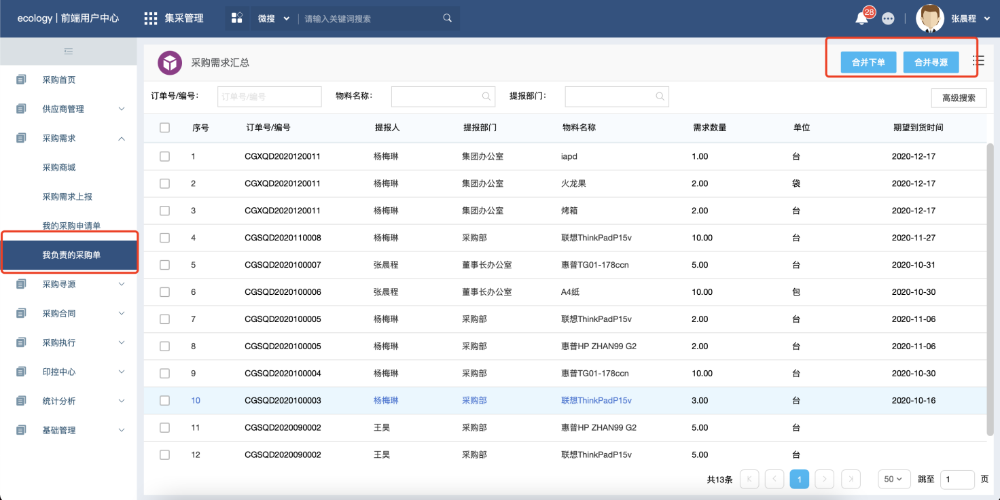 ecology | 前端用户中心 集采管理 微搜 请输入关键词搜索 28 张晨程
采购首页
供应商管理
采购需求
采购商城
采购需求上报
我的采购申请单
我负责的采购单
采购寻源
采购合同
采购执行
印控中心
统计分析
基础管理
采购需求汇总 合并下单 合并寻源
订单号/编号: 订单号/编号 物料名称: 提报部门: 高级搜索
序号 订单号/编号 提报人 提报部门 物料名称 需求数量 单位 期望到货时间
1 CGXQD2020120011 杨梅琳 集团办公室 iapd 1.00 台 2020-12-17
2 CGXQD2020120011 杨梅琳 集团办公室 火龙果 2.00 袋 2020-12-17
3 CGXQD2020120011 杨梅琳 集团办公室 烤箱 2.00 台 2020-12-17
4 CGSQD2020110008 杨梅琳 采购部 联想ThinkPadP15v 10.00 台 2020-11-27
5 CGSQD2020100007 张晨程 董事长办公室 惠普TG01-178ccn 5.00 台 2020-10-31
6 CGSQD2020100006 张晨程 董事长办公室 A4纸 10.00 包 2020-10-30
7 CGSQD2020100005 杨梅琳 采购部 联想ThinkPadP15v 2.00 台 2020-11-06
8 CGSQD2020100005 杨梅琳 采购部 惠普HP ZHAN99 G2 2.00 台 2020-11-06
9 CGSQD2020100004 杨梅琳 采购部 惠普TG01-178ccn 10.00 台 2020-10-30
10 CGSQD2020100003 杨梅琳 采购部 联想ThinkPadP15v 3.00 台 2020-10-16
11 CGSQD2020090002 王昊 采购部 惠普HP ZHAN99 G2 5.00 台
12 CGSQD2020090002 王昊 采购部 联想ThinkPadP15v 5.00 台
共13条 1 50 跳至 1 页